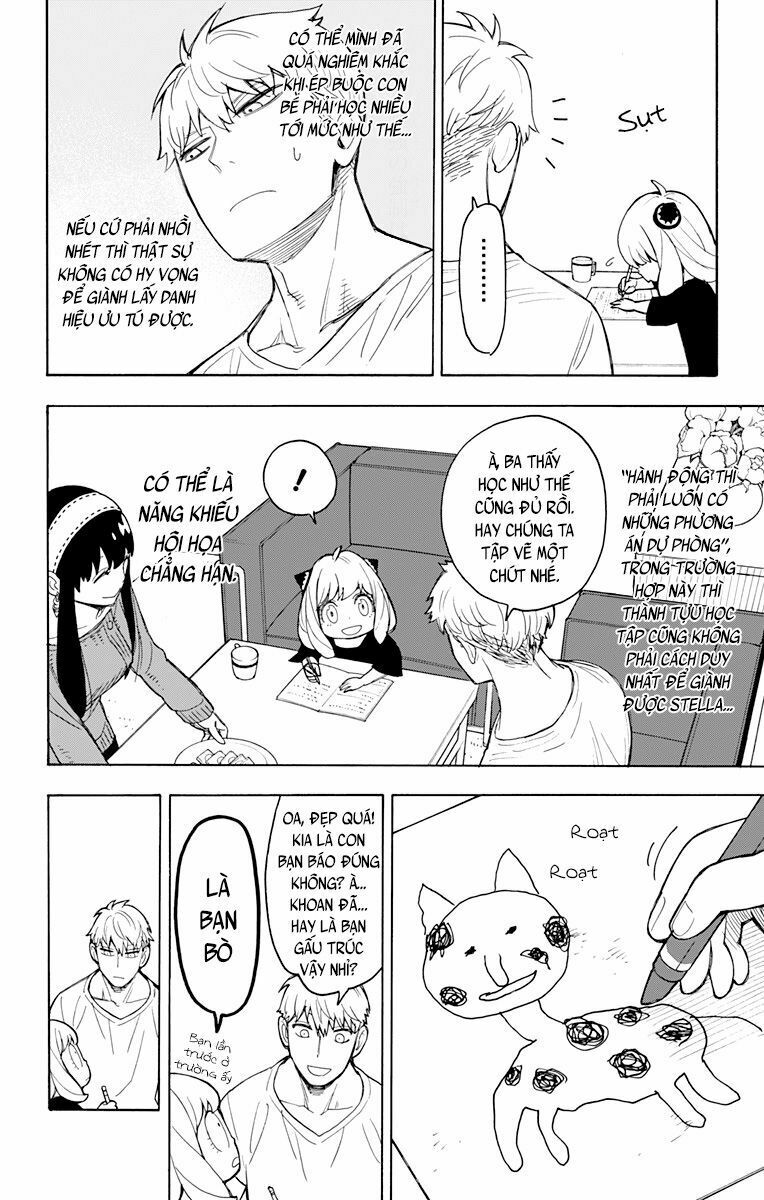 Sụt
.........
CÓ THỂ MÌNH ĐÃ
QUÁ NGHIÊM KHẮC
KHI ÉP BUỘC CON
BÉ PHẢI HỌC NHIỀU
TỚI MỨC NHƯ THẾ...
NẾU CỨ PHẢI NHỒI
NHÉT THÌ THẬT SỰ
KHÔNG CÓ HY VỌNG
ĐỂ GIÀNH LẤY DANH
HIỆU ƯU TÚ ĐƯỢC.
“HÀNH ĐỘNG THÌ
PHẢI LUÔN CÓ
NHỮNG PHƯƠNG
ÁN DỰ PHÒNG”,
TRONG TRƯỜNG
HỢP NÀY THÌ
THÀNH TỰU HỌC
TẬP CŨNG KHÔNG
PHẢI CÁCH DUY
NHẤT ĐỂ GIÀNH
ĐƯỢC STELLA...
À, BA THẤY
HỌC NHƯ THẾ
CŨNG ĐỦ RỒI.
HAY CHÚNG TA
TẬP VẼ MỘT
CHÚT NHÉ.
!
CÓ THỂ LÀ
NĂNG KHIẾU
HỘI HỌA
CHẲNG HẠN.
Roạt
Roạt
OA, ĐẸP QUÁ!
KIA LÀ CON
BẠN BÁO ĐÚNG
KHÔNG? À...
KHOAN ĐÃ...
HAY LÀ BẠN
GẤU TRÚC
VẬY NHỈ?
LÀ
BẠN
BÒ
Bạn lần
trước ở
trường ấy